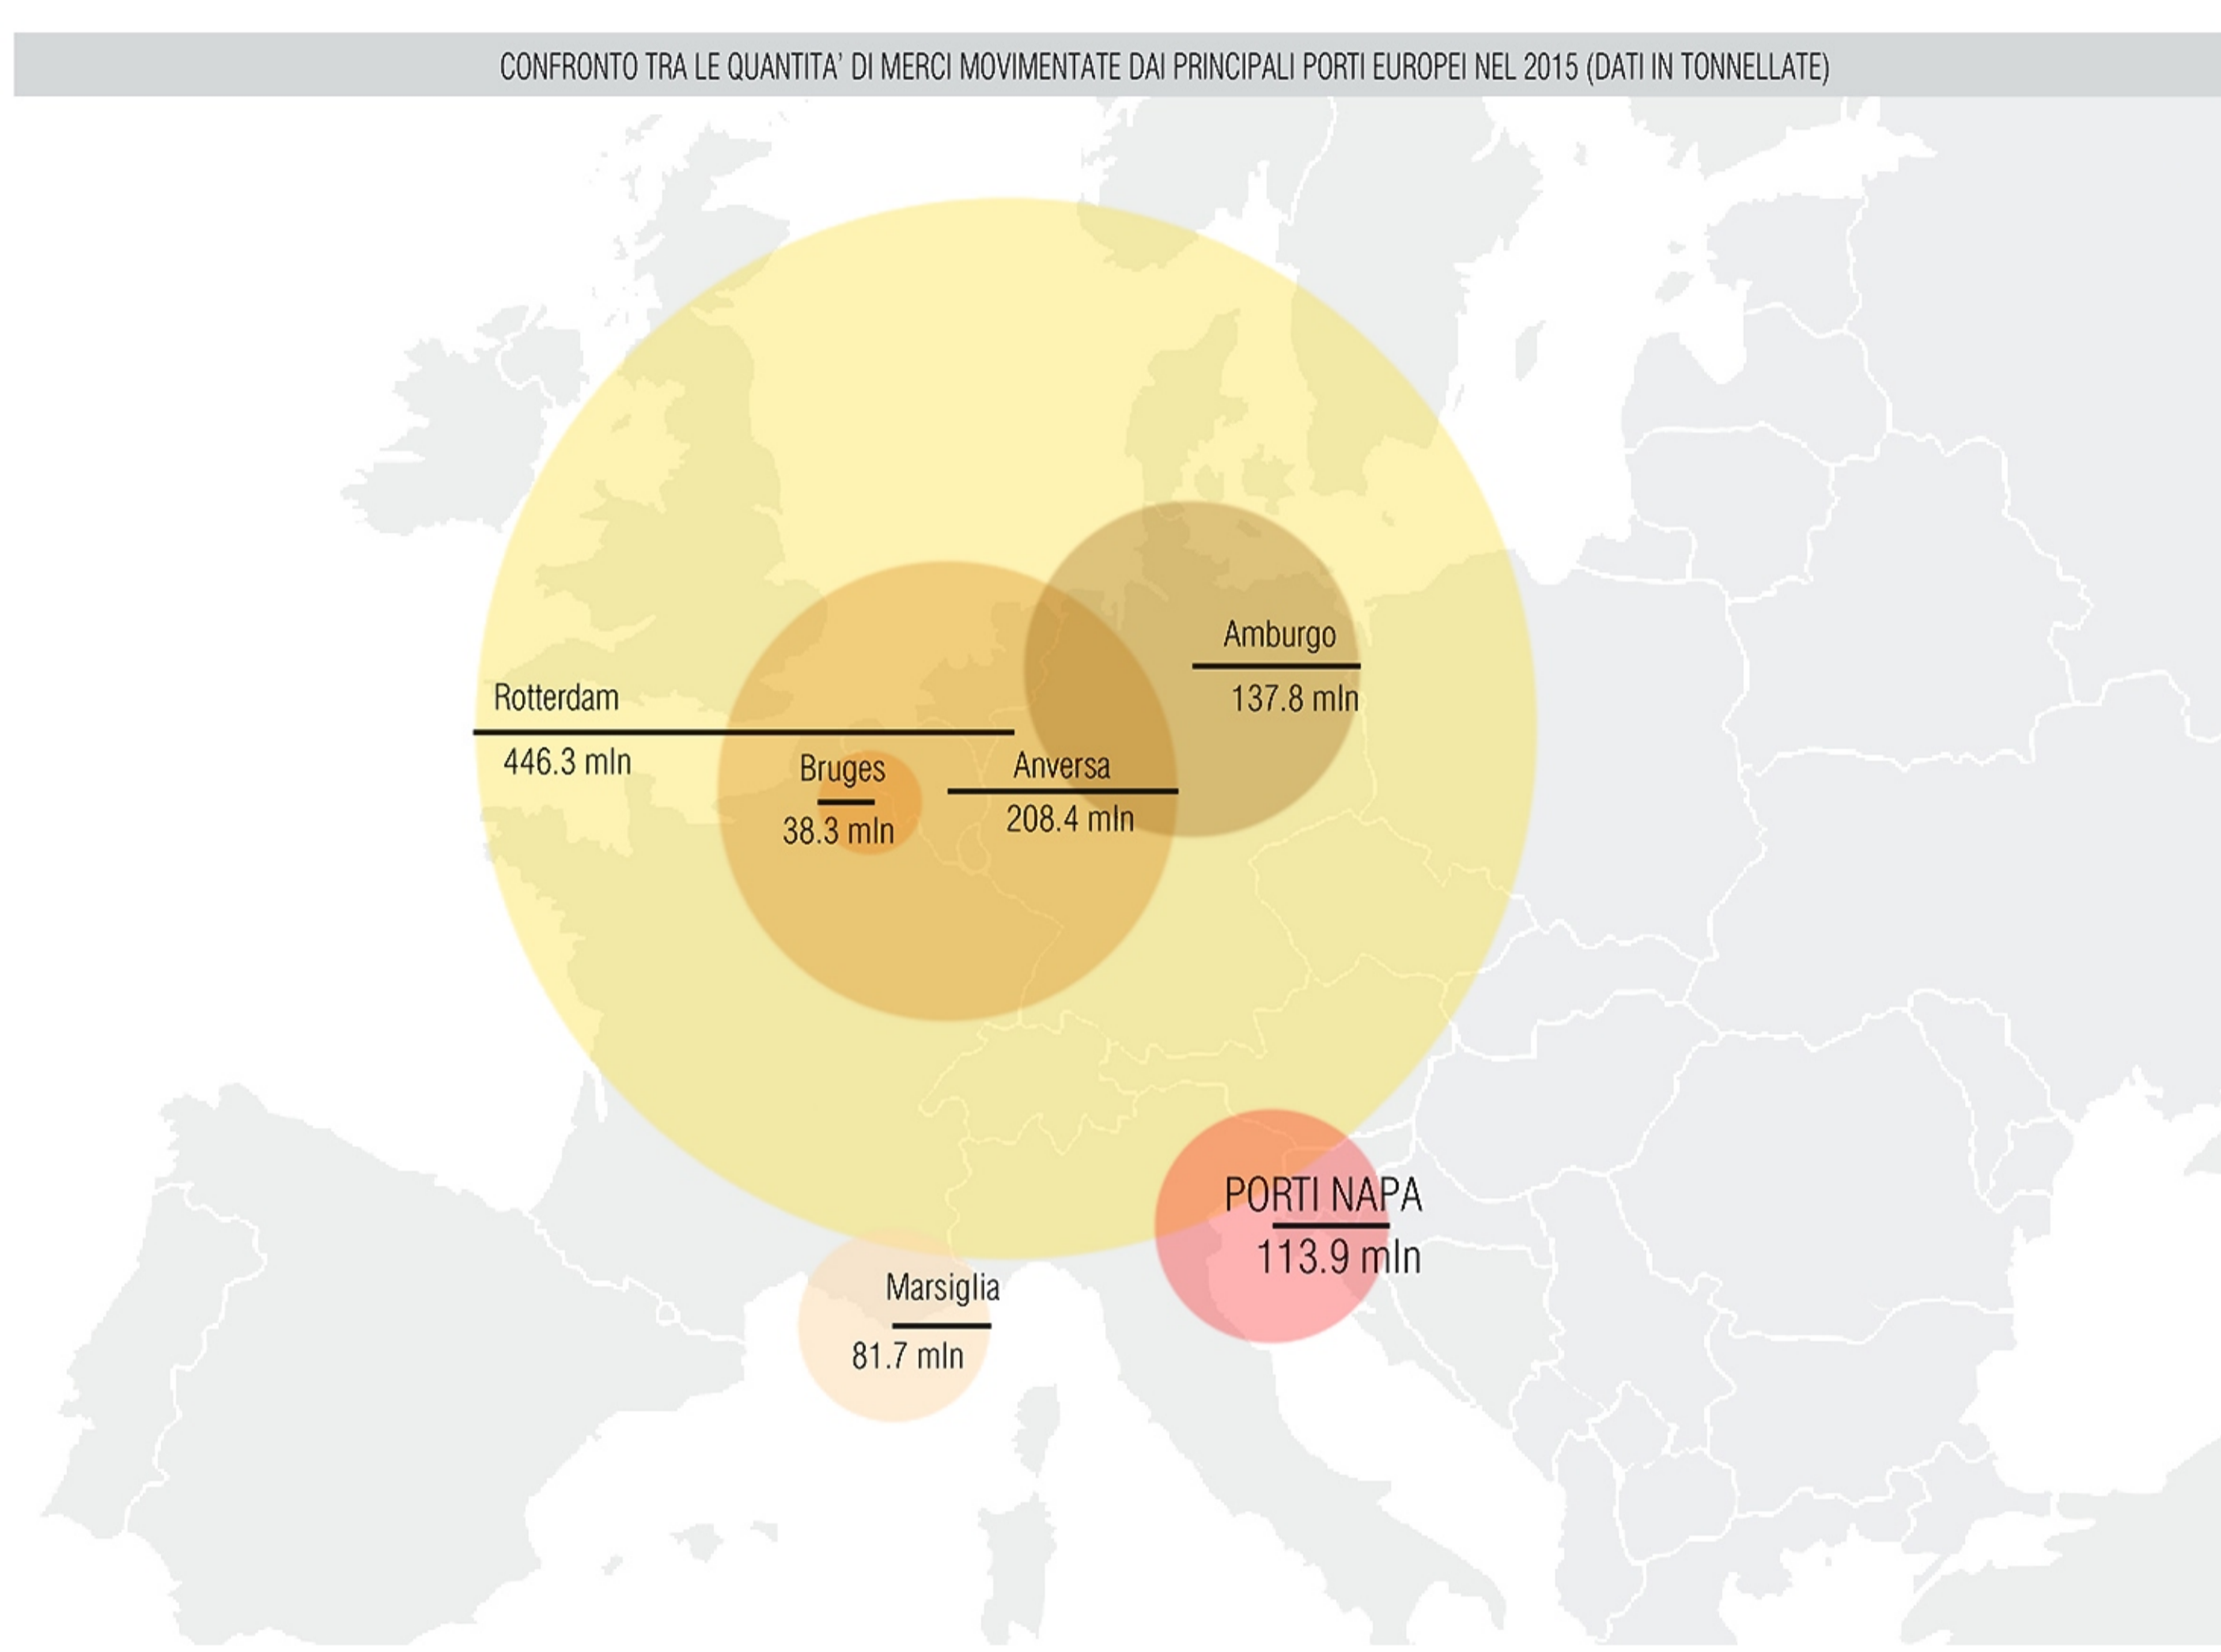 CONFRONTO TRA LE QUANTITA' DI MERCI MOVIMENTATE DAI PRINCIPALI PORTI EUROPEI NEL 2015 (DATI IN TONNELLATE)
Amburgo
137.8 mln
Rotterdam
446.3 mln
Bruges
38.3 mln
Anversa
208.4 mln
PORTI NAPA
113.9 mln
Marsiglia
81.7 mln